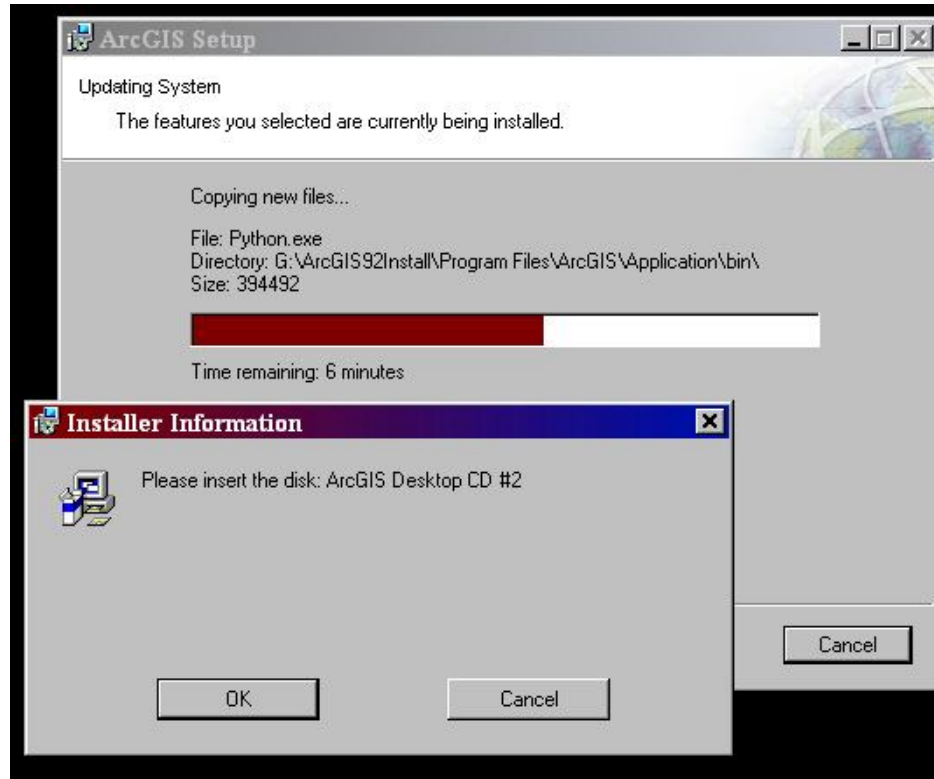 ArcGIS Setup
Updating System
The features you selected are currently being installed.
Copying new files...
File: Python.exe
Directory: G:\ArcGIS92Install\Program Files\ArcGIS\Application\bin\
Size: 394492
Time remaining: 6 minutes
Installer Information
Please insert the disk: ArcGIS Desktop CD #2
OK
Cancel
Cancel